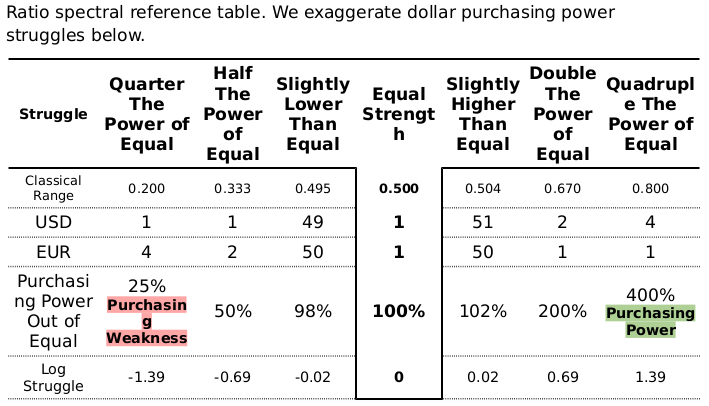 Ratio spectral reference table. We exaggerate dollar purchasing power
struggles below.
Struggle
Quarter
The
Power of
Equal
Half
The
Power
of
Equal
Slightly
Lower
Than
Equal
Equal
Strengt
h
Slightly
Higher
Than
Equal
Double
The
Power
of
Equal
Quadrupl
e The
Power of
Equal
Classical
Range
0.200 0.333 0.495 0.500 0.504 0.670 0.800
USD 1 1 49 1 51 2 4
EUR 4 2 50 1 50 1 1
Purchasi
ng Power
Out of
Equal
25%
Purchasin
g
Weakness
50% 98% 100% 102% 200%
400%
Purchasing
Power
Log
Struggle
-1.39 -0.69 -0.02 0 0.02 0.69 1.39